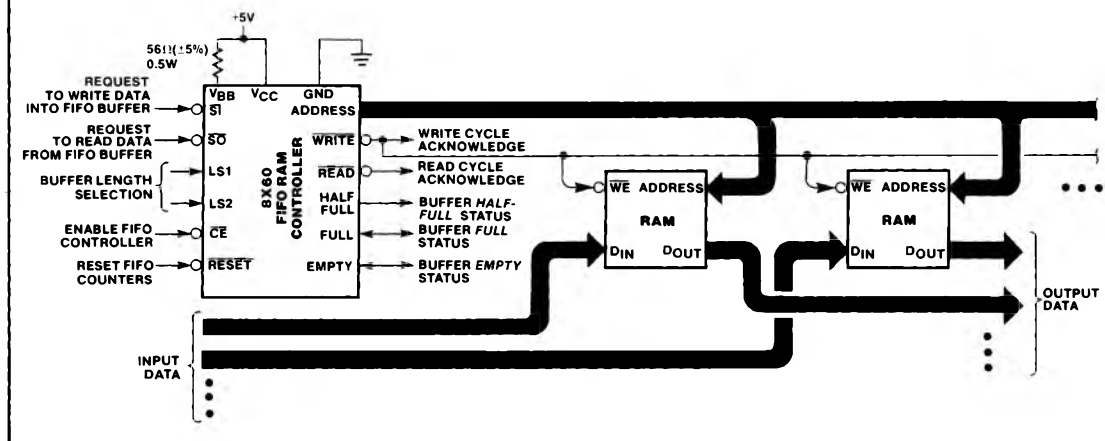 +5V
56Ω(±5%)
0.5W
REQUEST
TO WRITE DATA
INTO FIFO BUFFER
REQUEST
TO READ DATA
FROM FIFO BUFFER
BUFFER LENGTH
SELECTION
ENABLE FIFO
CONTROLLER
RESET FIFO
COUNTERS
VBB VCC GND
SI ADDRESS
SO WRITE
LS1 READ
LS2 HALF
FULL
CE FULL
RESET EMPTY
8X60
FIFO RAM
CONTROLLER
WRITE CYCLE
ACKNOWLEDGE
READ CYCLE
ACKNOWLEDGE
BUFFER HALF-
FULL STATUS
BUFFER FULL
STATUS
BUFFER EMPTY
STATUS
WE ADDRESS
RAM
DIN DOUT
WE ADDRESS
RAM
DIN DOUT
INPUT
DATA
OUTPUT
DATA